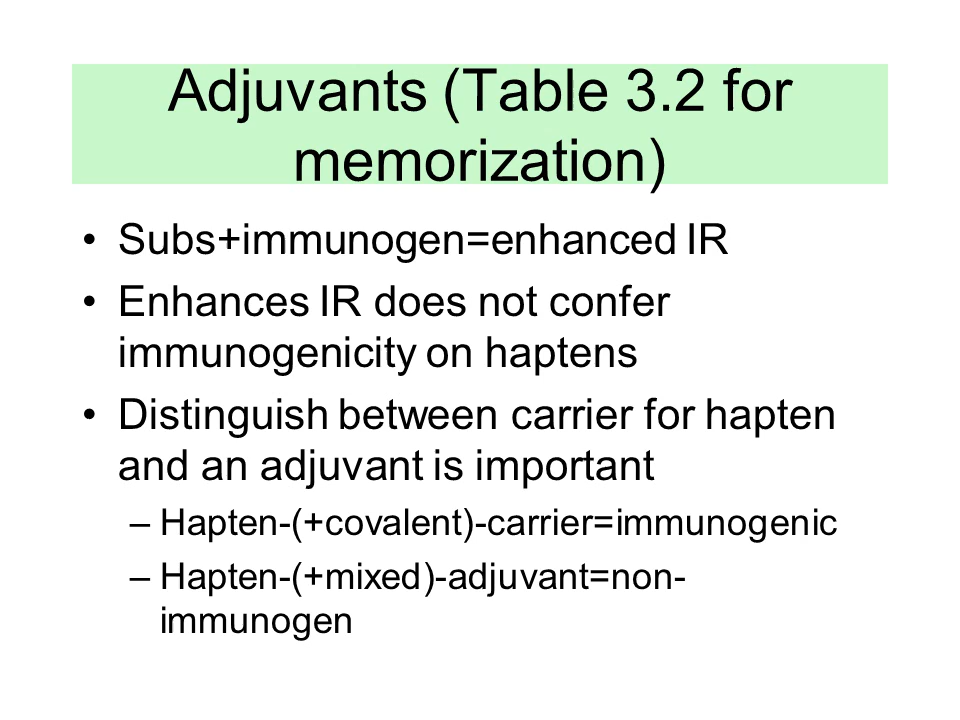 Adjuvants (Table 3.2 for
memorization)
• Subs+immunogen=enhanced IR
• Enhances IR does not confer
immunogenicity on haptens
• Distinguish between carrier for hapten
and an adjuvant is important
–Hapten-(+covalent)-carrier=immunogenic
–Hapten-(+mixed)-adjuvant=non-
immunogen